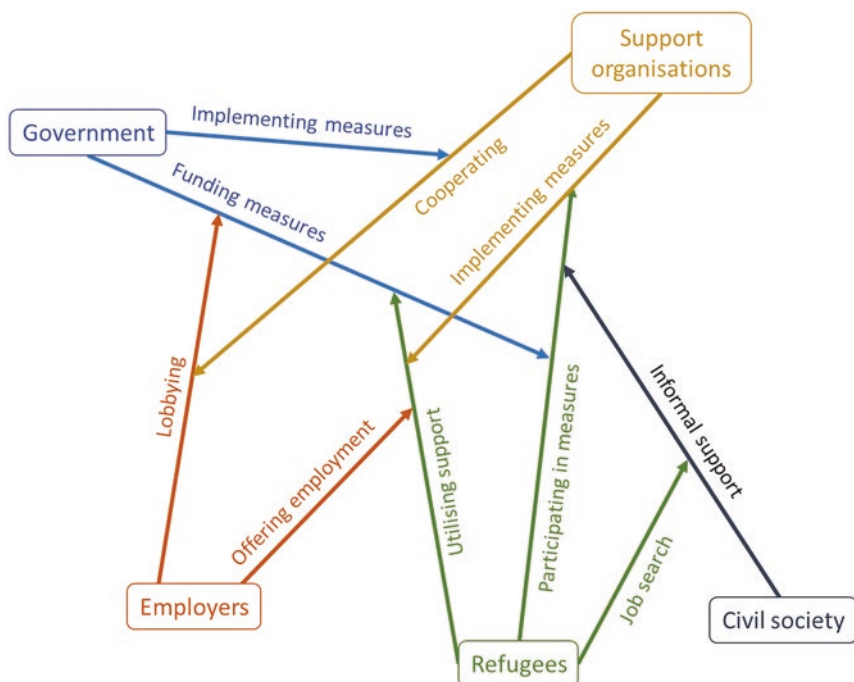 Support
organisations
Government
Implementing measures
Funding measures
Cooperating
Implementing measures
Lobbying
Offering employment
Utilising support
Participating in measures
Informal support
Job search
Employers
Civil society
Refugees